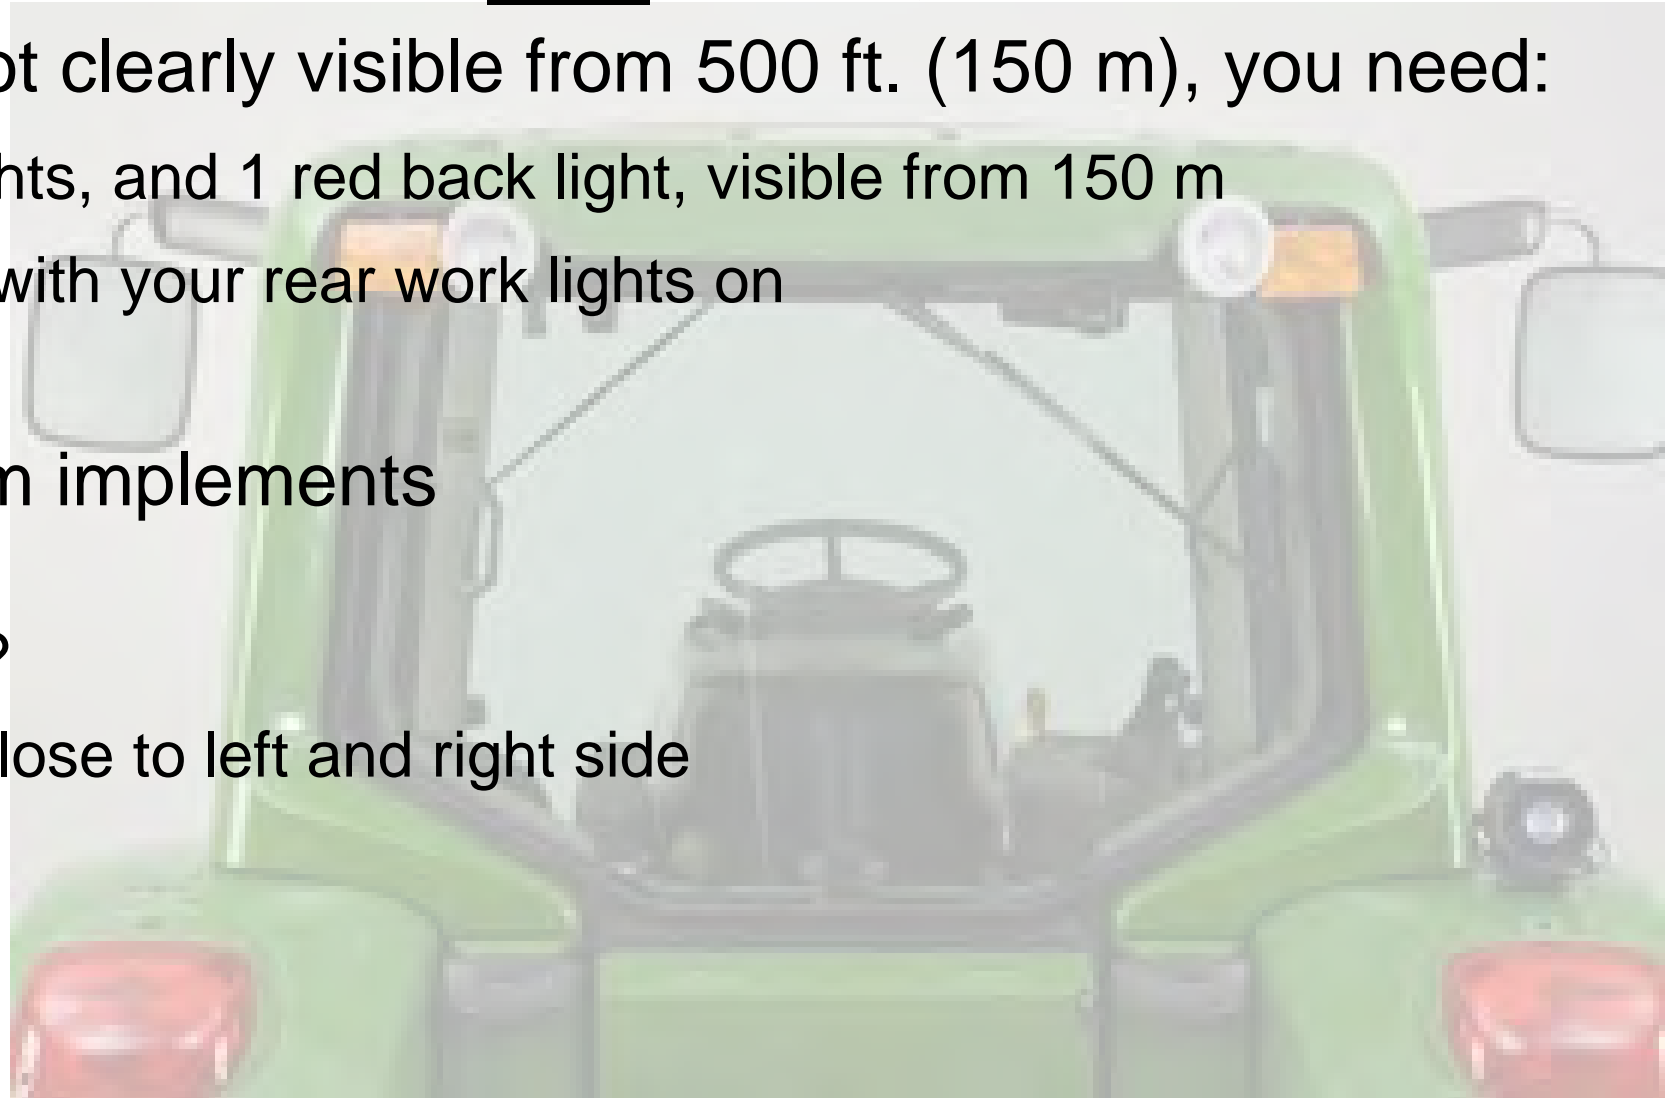 ot clearly visible from 500 ft. (150 m), you need:
hts, and 1 red back light, visible from 150 m
with your rear work lights on
m implements
?
lose to left and right side